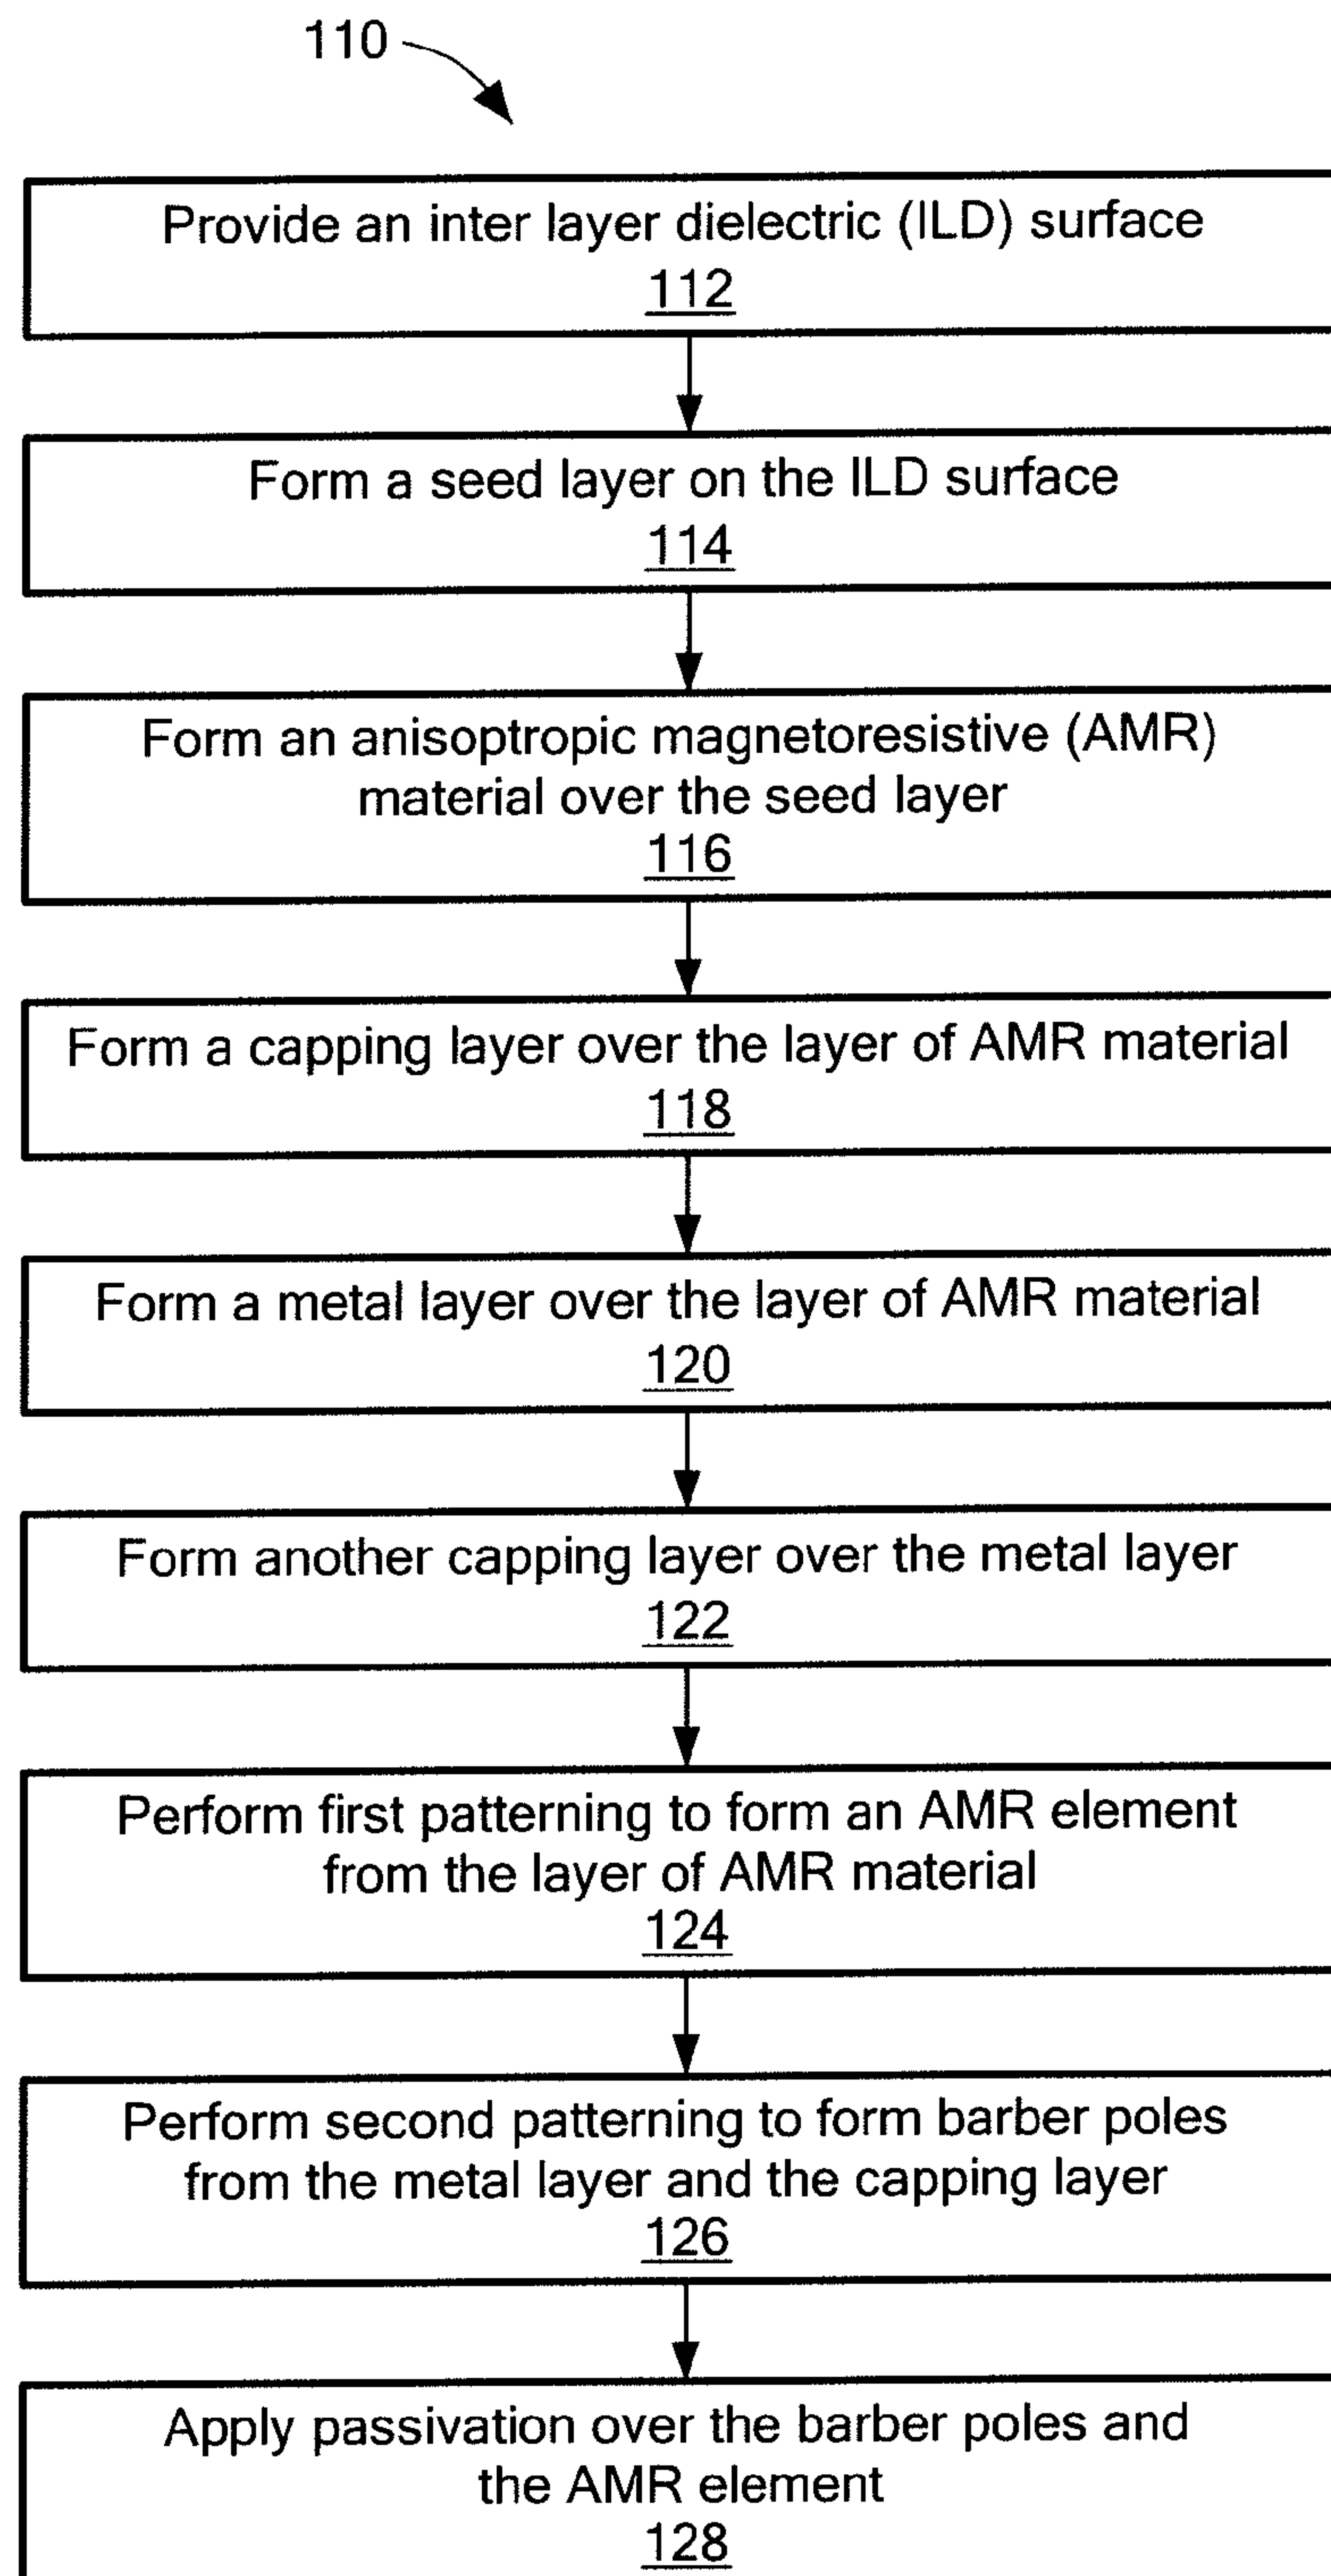 110
Provide an inter layer dielectric (ILD) surface
112
Form a seed layer on the ILD surface
114
Form an anisoptropic magnetoresistive (AMR)
material over the seed layer
116
Form a capping layer over the layer of AMR material
118
Form a metal layer over the layer of AMR material
120
Form another capping layer over the metal layer
122
Perform first patterning to form an AMR element
from the layer of AMR material
124
Perform second patterning to form barber poles
from the metal layer and the capping layer
126
Apply passivation over the barber poles and
the AMR element
128